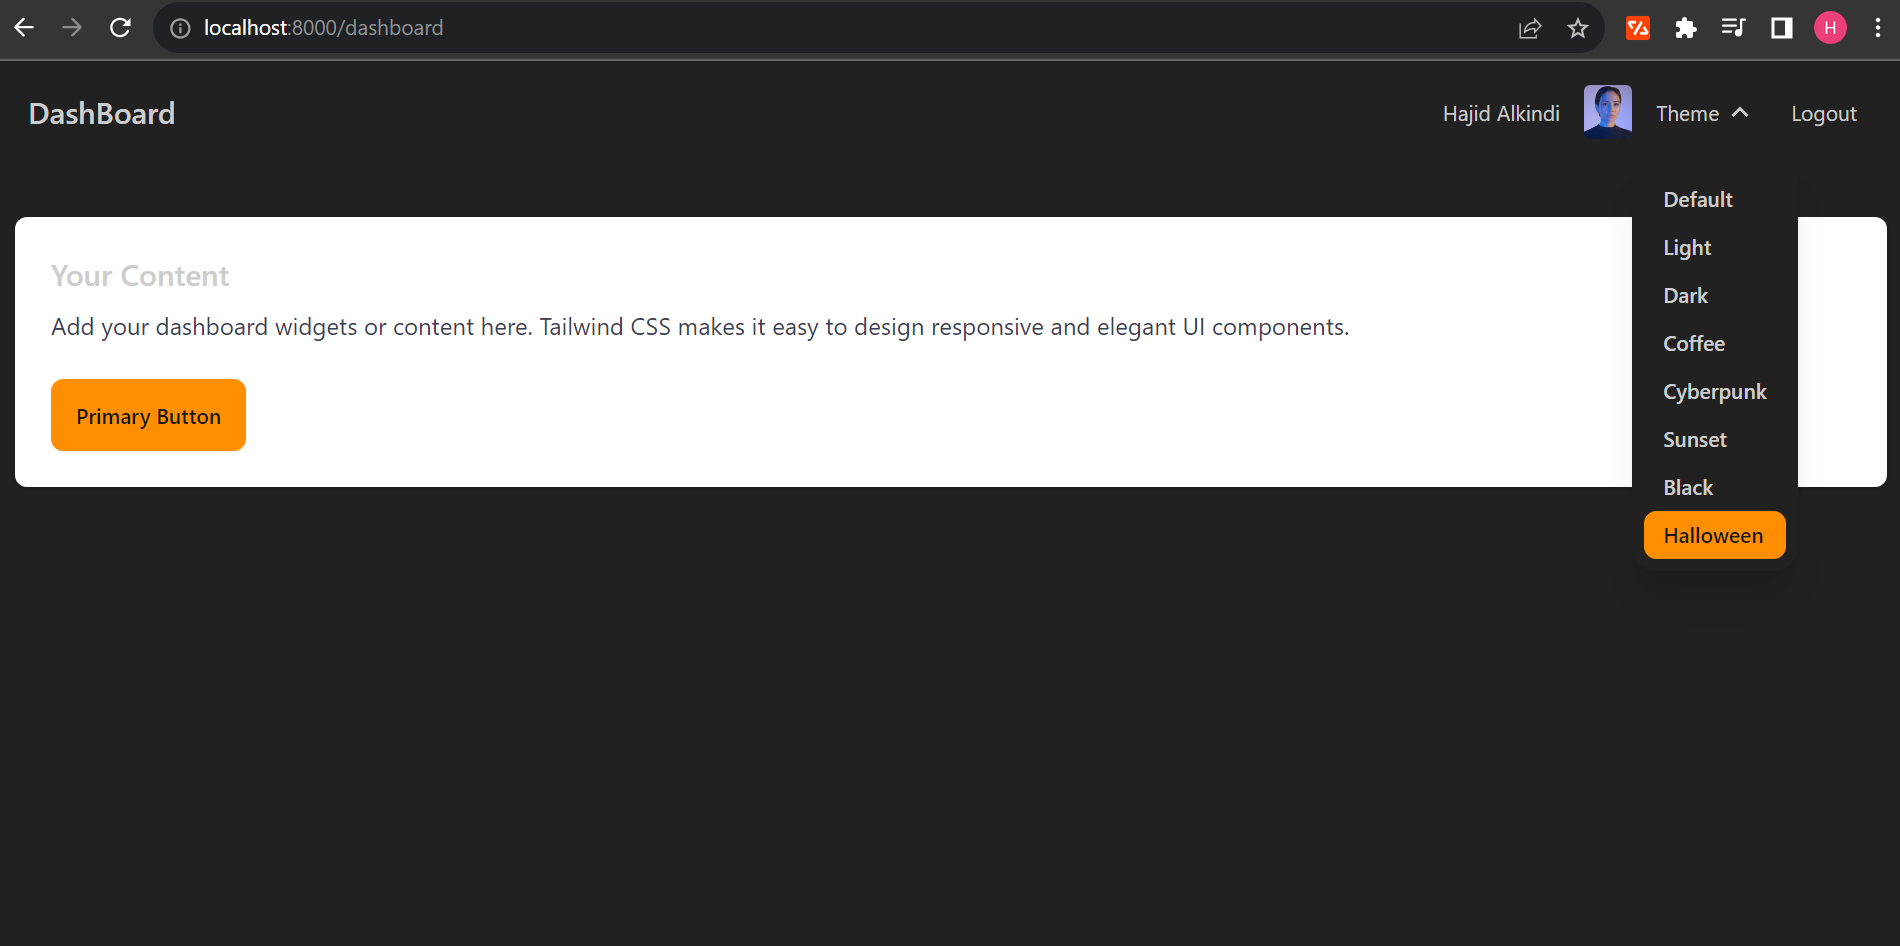 localhost:8000/dashboard
H
DashBoard
Hajid Alkindi
Theme
Logout
Default
Light
Dark
Coffee
Cyberpunk
Sunset
Black
Halloween
Your Content
Add your dashboard widgets or content here. Tailwind CSS makes it easy to design responsive and elegant UI components.
Primary Button